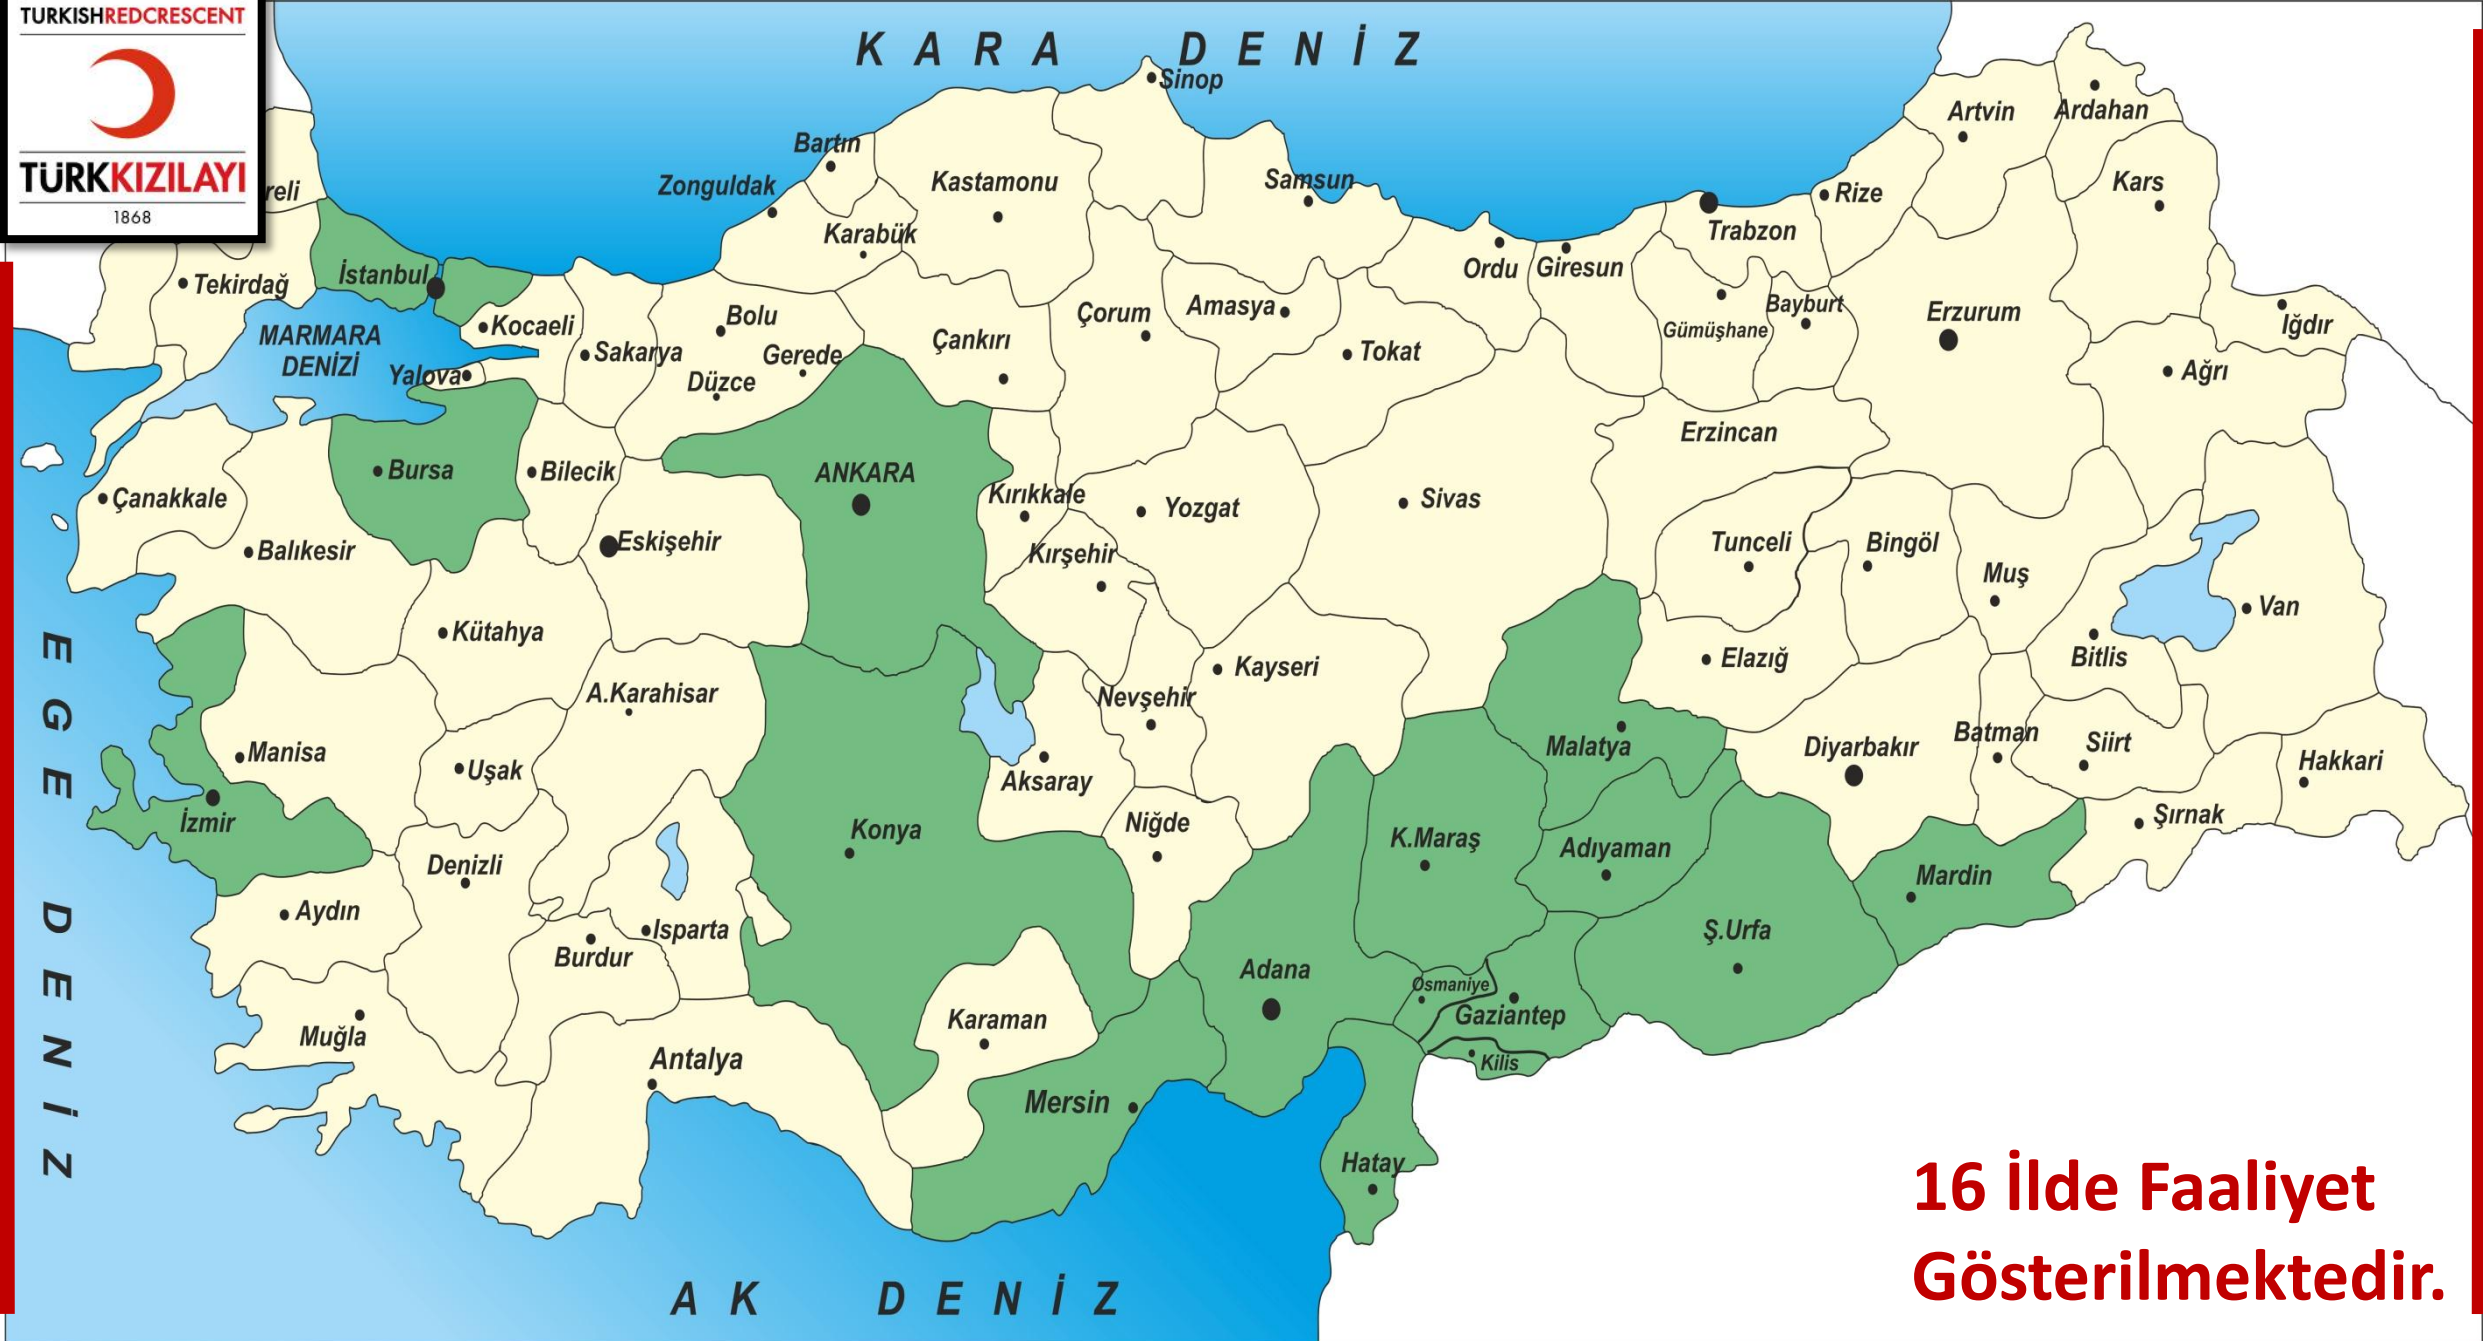 TURKISHREDCRESCENT
TÜRKKIZILAYI
1868
KARA DENİZ
Sinop
Artvin
Ardahan
Bartın
Zonguldak
Kastamonu
Samsun
Kars
Rize
reli
Karabük
Trabzon
İstanbul
Tekirdağ
Ordu
Giresun
Bolu
Çorum
Amasya
Bayburt
Erzurum
Iğdır
Kocaeli
MARMARA
DENİZİ
Çankırı
Gümüşhane
Sakarya
Gerede
Tokat
Yalova
Düzce
Ağrı
Erzincan
Bursa
Bilecik
ANKARA
Çanakkale
Kırıkkale
Yozgat
Sivas
Balıkesir
Eskişehir
Kırşehir
Tunceli
Bingöl
Muş
Van
EGE DENİZ
Kütahya
Kayseri
Elazığ
Bitlis
A.Karahisar
Nevşehir
Manisa
Uşak
Malatya
Diyarbakır
Batman
Siirt
Hakkari
Aksaray
İzmir
Konya
Niğde
K.Maraş
Adıyaman
Şırnak
Denizli
Mardin
Aydın
Isparta
Burdur
Ş.Urfa
Adana
Osmaniye
Muğla
Karaman
Gaziantep
Antalya
Kilis
Mersin
Hatay
16 İlde Faaliyet
Gösterilmektedir.
AK DENİZ